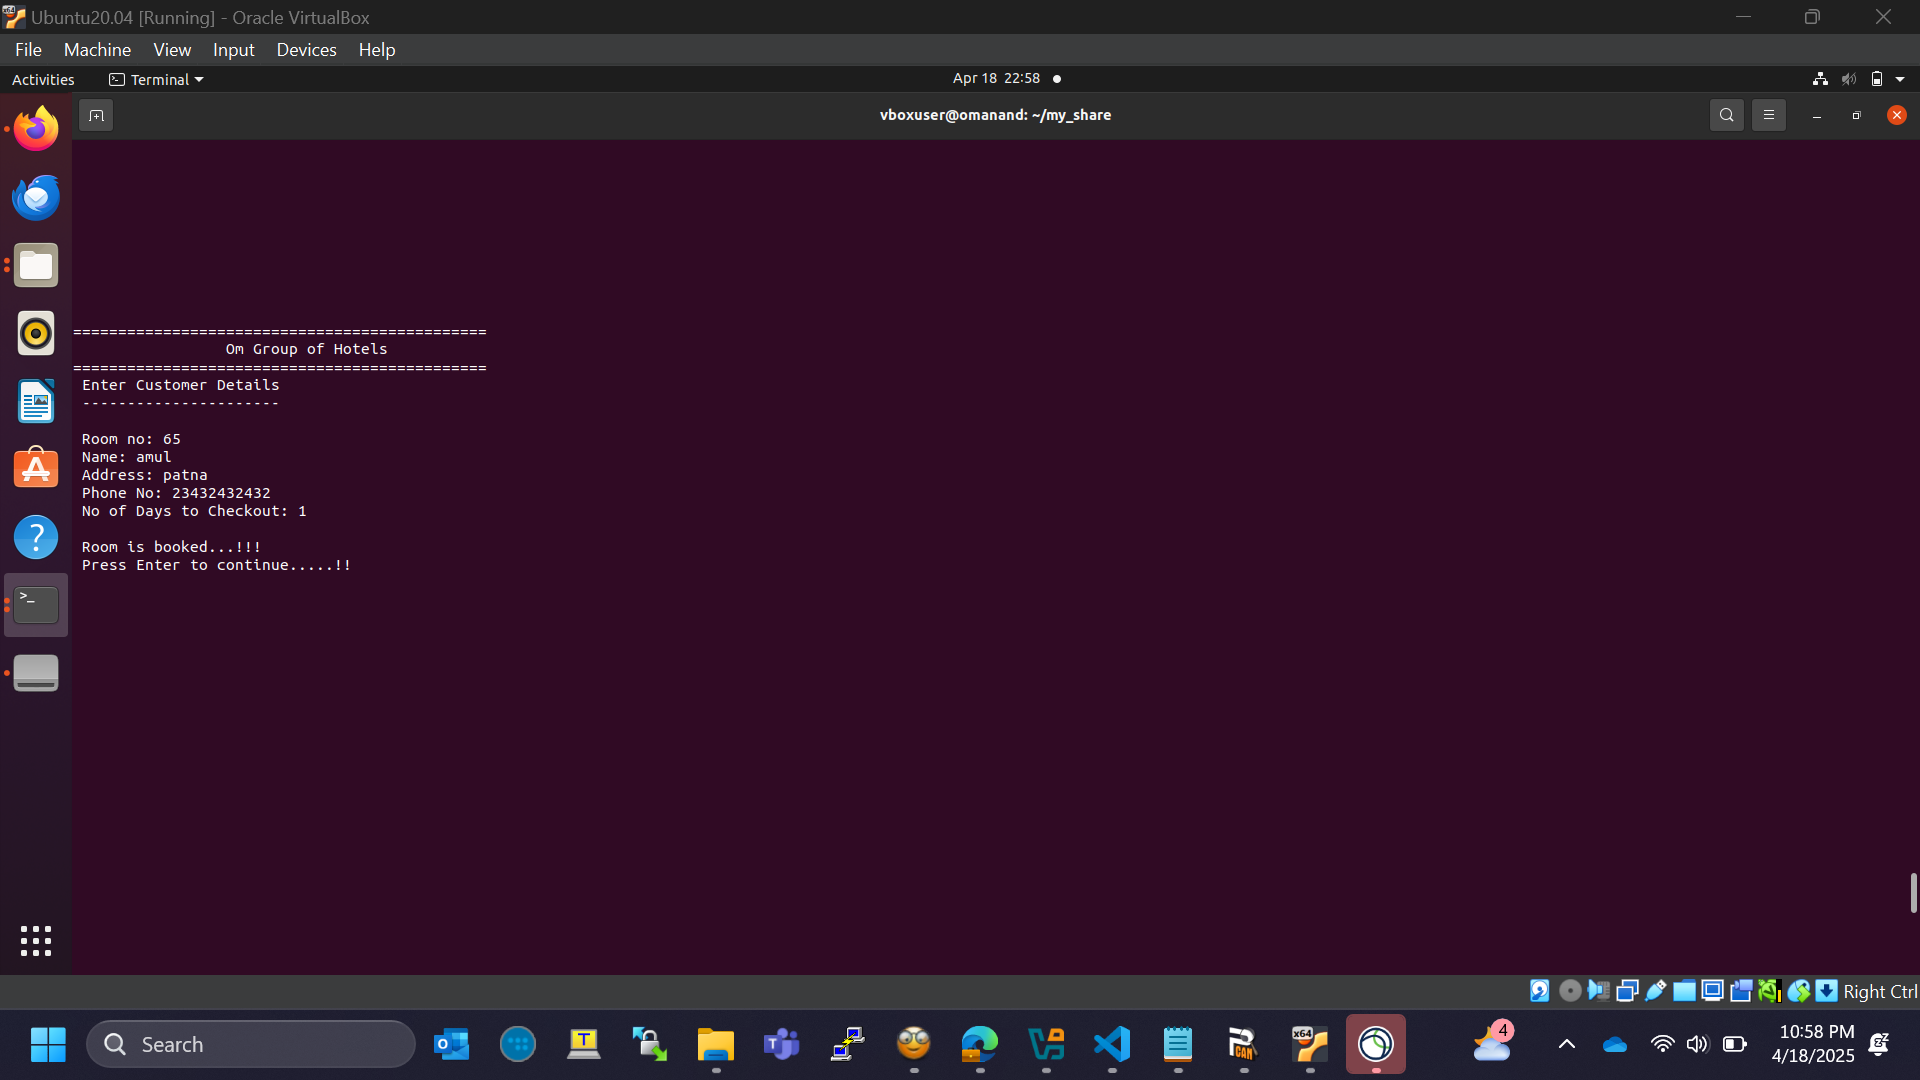 Ubuntu20.04 [Running] - Oracle VirtualBox
File Machine View Input Devices Help
Activities Terminal Apr 18 22:58
vboxuser@omanand: ~/my_share
==============================================
Om Group of Hotels
==============================================
Enter Customer Details
----------------------
Room no: 65
Name: amul
Address: patna
Phone No: 23432432432
No of Days to Checkout: 1
Room is booked...!!!
Press Enter to continue.....!!
Right Ctrl
Search
4
10:58 PM
4/18/2025